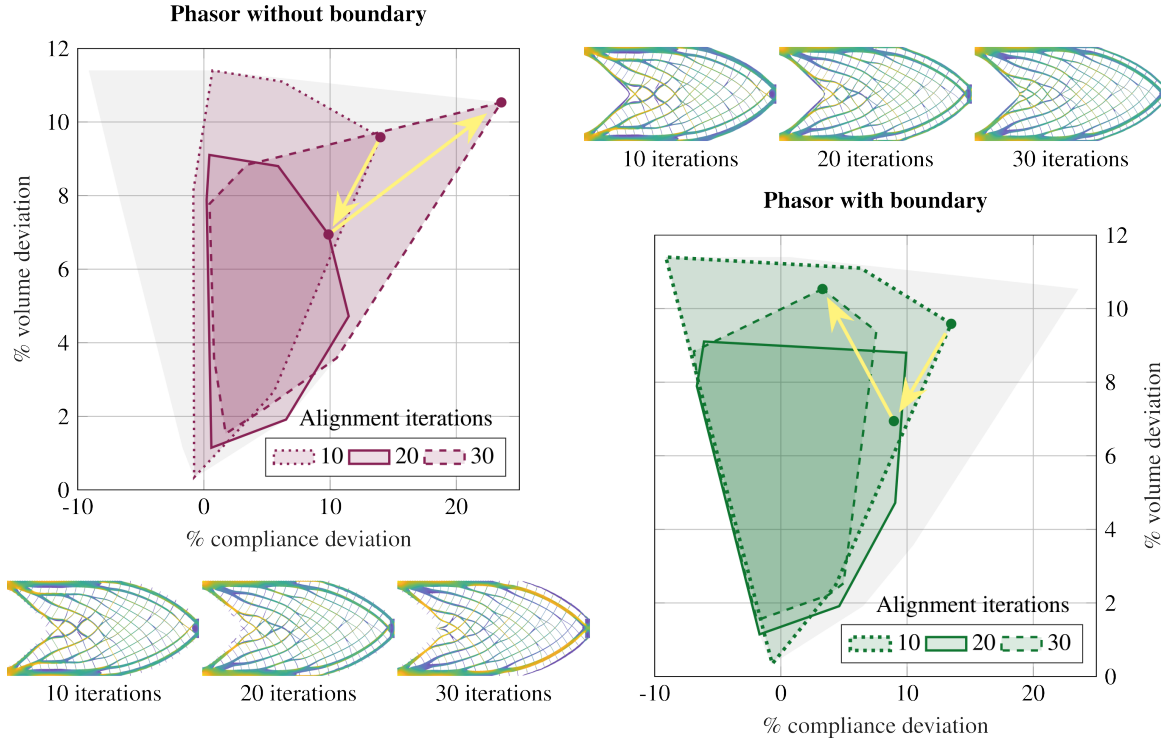 Phasor without boundary
12
10
8
6
4
2
0
% volume deviation
Alignment iterations
10 20 30
-10 0 10 20
% compliance deviation
10 iterations 20 iterations 30 iterations
10 iterations 20 iterations 30 iterations
Phasor with boundary
12
10
8
6
4
2
0
% volume deviation
Alignment iterations
10 20 30
-10 0 10 20
% compliance deviation